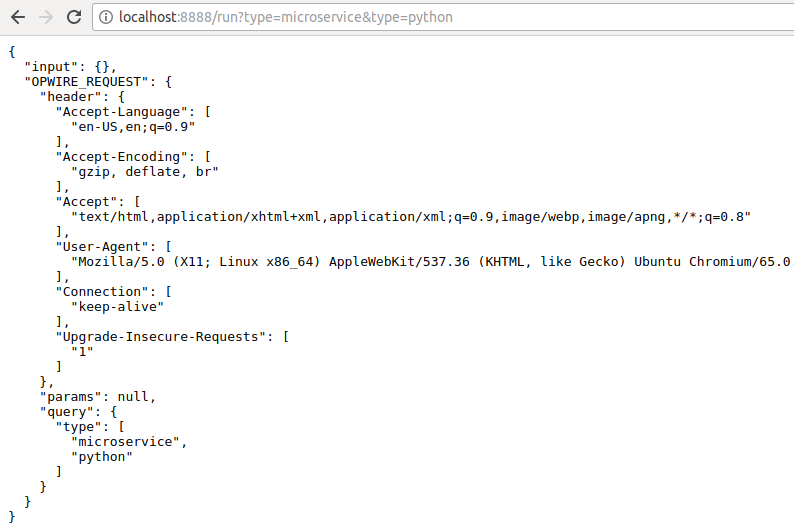 localhost:8888/run?type=microservice&type=python
{
  "input": {},
  "OPWIRE_REQUEST": {
    "header": {
      "Accept-Language": [
        "en-US,en;q=0.9"
      ],
      "Accept-Encoding": [
        "gzip, deflate, br"
      ],
      "Accept": [
        "text/html,application/xhtml+xml,application/xml;q=0.9,image/webp,image/apng,*/*;q=0.8"
      ],
      "User-Agent": [
        "Mozilla/5.0 (X11; Linux x86_64) AppleWebKit/537.36 (KHTML, like Gecko) Ubuntu Chromium/65.0.
      ],
      "Connection": [
        "keep-alive"
      ],
      "Upgrade-Insecure-Requests": [
        "1"
      ]
    },
    "params": null,
    "query": {
      "type": [
        "microservice",
        "python"
      ]
    }
  }
}